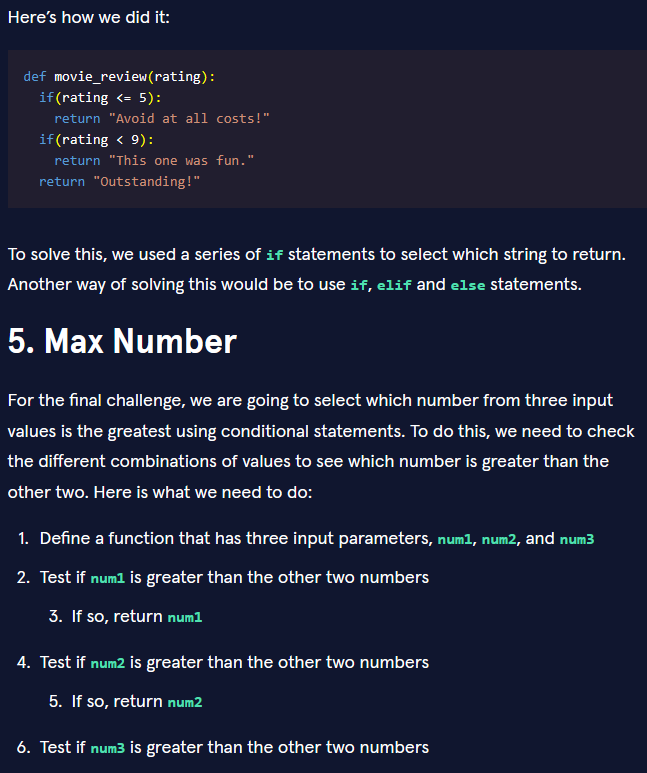 Here's how we did it:
def movie_review(rating):
  if(rating <= 5):
    return "Avoid at all costs!"
  if(rating < 9):
    return "This one was fun."
  return "Outstanding!"
To solve this, we used a series of if statements to select which string to return.
Another way of solving this would be to use if, elif and else statements.
5. Max Number
For the final challenge, we are going to select which number from three input
values is the greatest using conditional statements. To do this, we need to check
the different combinations of values to see which number is greater than the
other two. Here is what we need to do:
1. Define a function that has three input parameters, num1, num2, and num3
2. Test if num1 is greater than the other two numbers
3. If so, return num1
4. Test if num2 is greater than the other two numbers
5. If so, return num2
6. Test if num3 is greater than the other two numbers